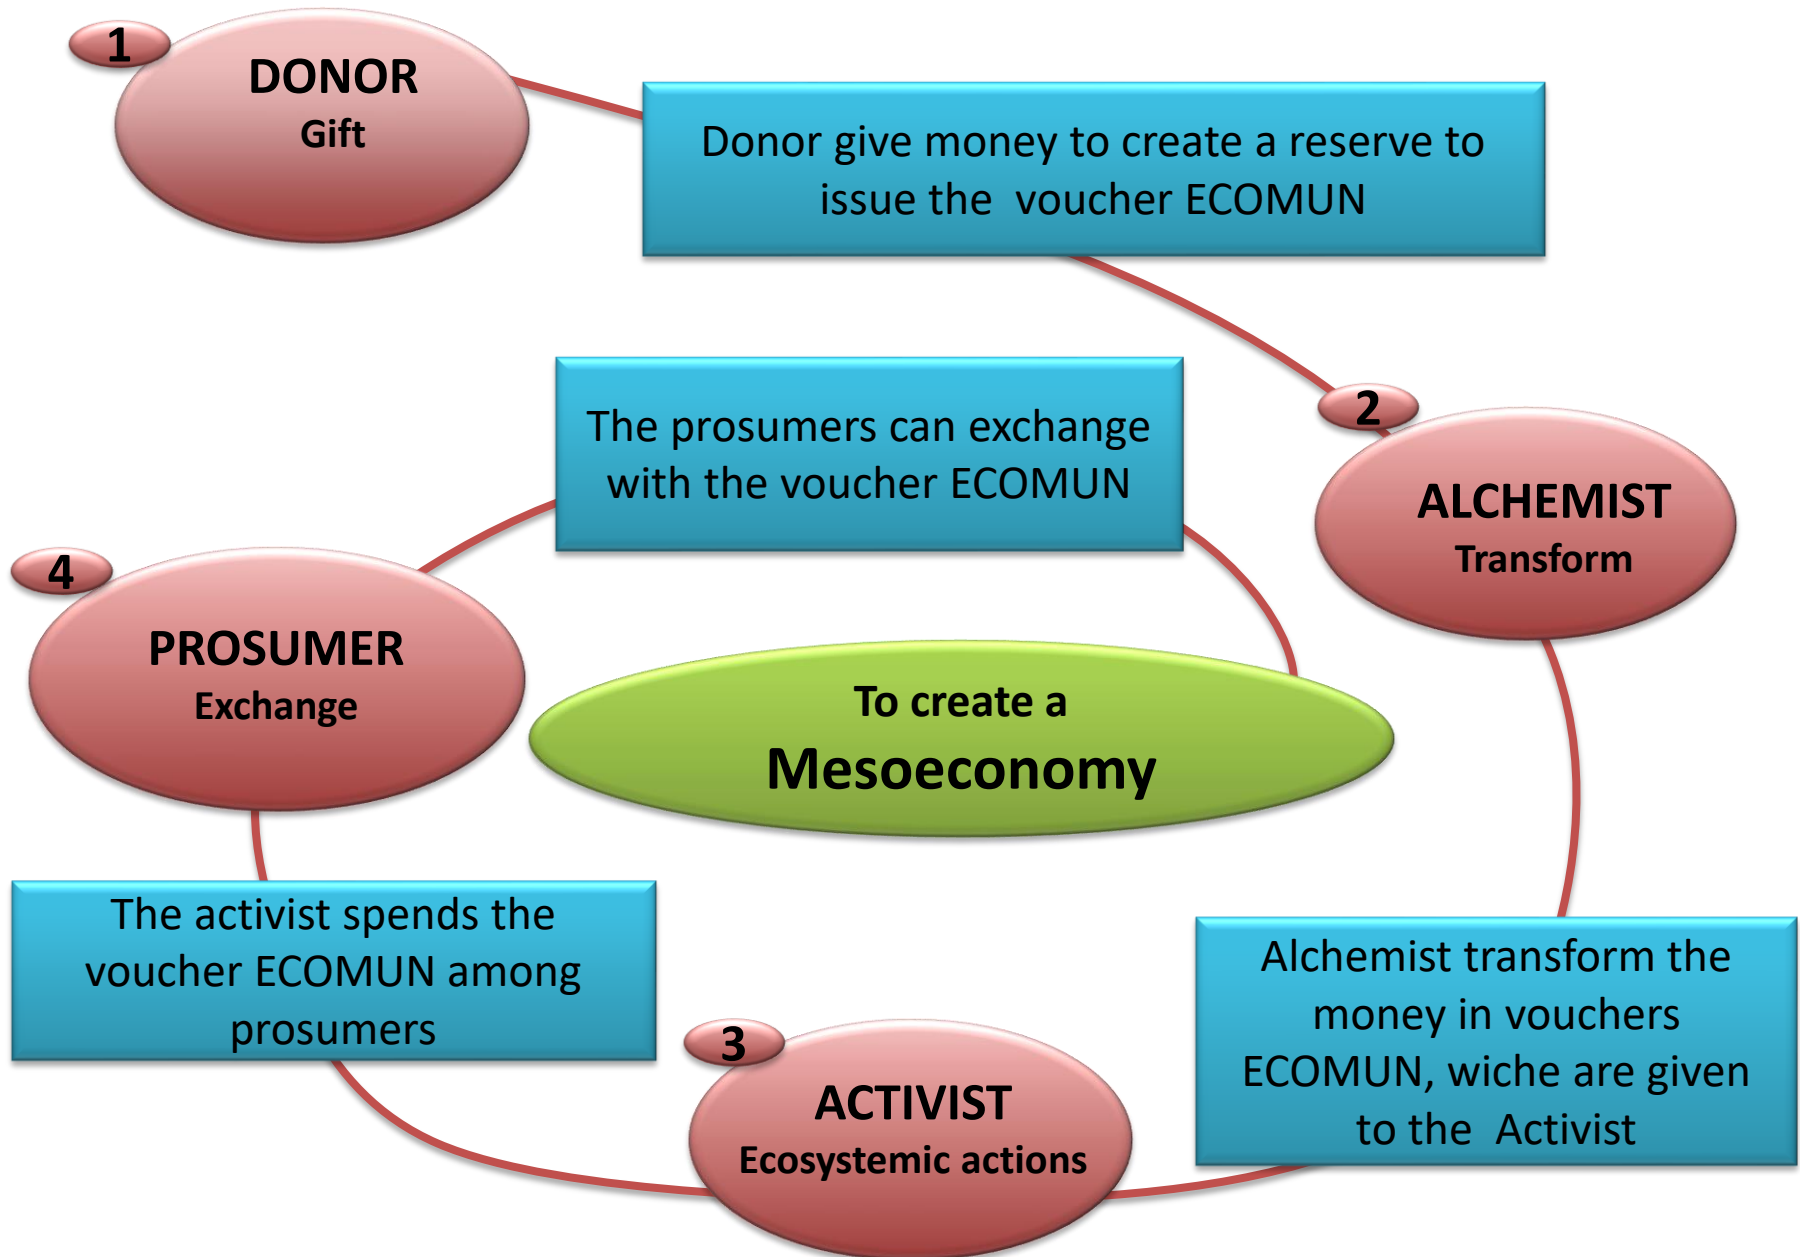 1
DONOR
Gift
Donor give money to create a reserve to
issue the voucher ECOMUN
2
ALCHEMIST
Transform
Alchemist transform the
money in vouchers
ECOMUN, wiche are given
to the Activist
3
ACTIVIST
Ecosystemic actions
The activist spends the
voucher ECOMUN among
prosumers
4
PROSUMER
Exchange
The prosumers can exchange
with the voucher ECOMUN
To create a
Mesoeconomy